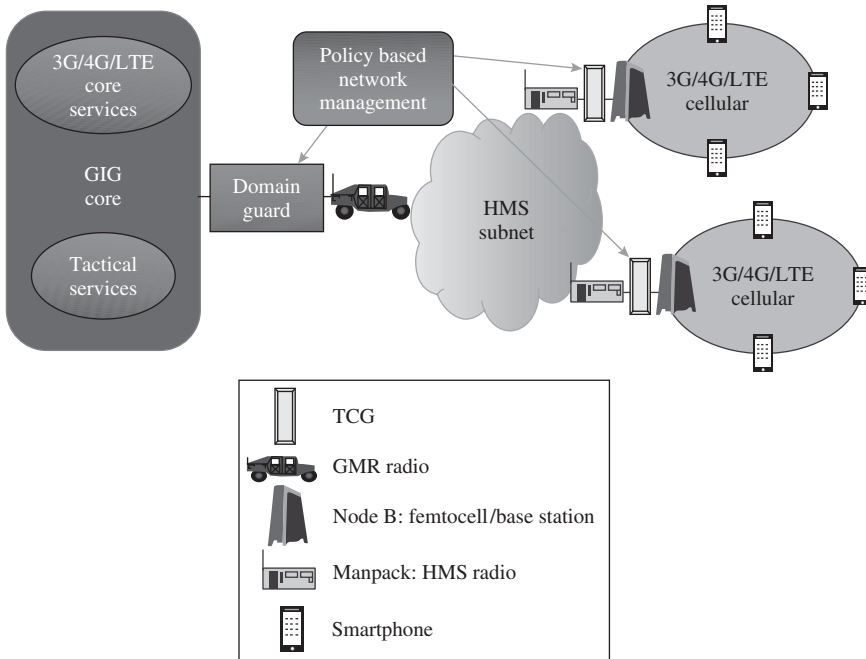 3G/4G/LTE
core
services
GIG
core
Tactical
services
Policy based
network
management
Domain
guard
HMS
subnet
3G/4G/LTE
cellular
3G/4G/LTE
cellular
TCG
GMR radio
Node B: femtocell/base station
Manpack: HMS radio
Smartphone